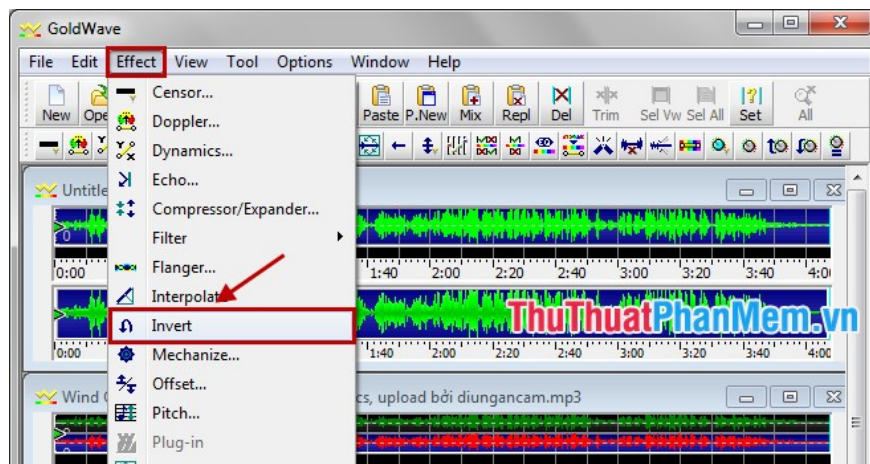 GoldWave
File Edit Effect View Tool Options Window Help
New Paste P.New Mix Repl Del Trim Sel Vw Sel All Set All
Censor...
Doppler...
Dynamics...
Echo...
Compressor/Expander...
Filter
Flanger...
Invert
Mechanize...
Offset...
Pitch...
Plug-in
0:00 1:40 2:00 2:20 2:40 3:00 3:20 3:40 4:00
ThuThuatPhanMem.vn
0:00 1:40 2:00 2:20 2:40 3:00 3:20 3:40 4:00
Wind upload bởi diungancam.mp3